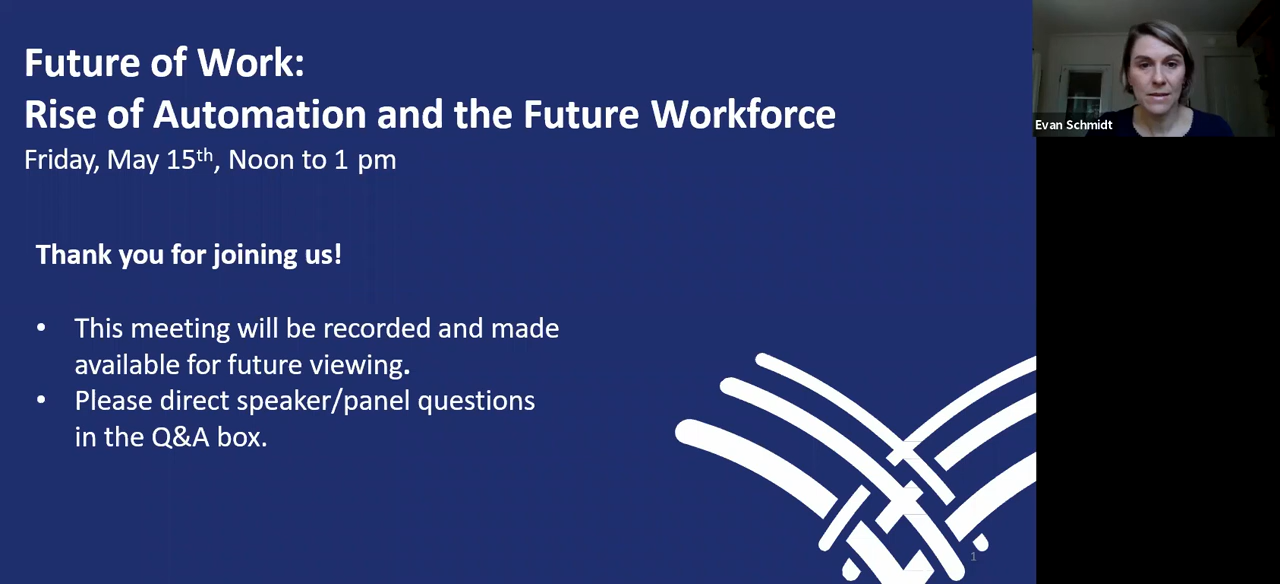 Future of Work:
Rise of Automation and the Future Workforce
Friday, May 15th, Noon to 1 pm
Thank you for joining us!
• This meeting will be recorded and made
available for future viewing.
• Please direct speaker/panel questions
in the Q&A box.
1
Evan Schmidt